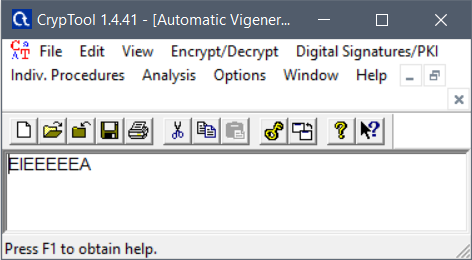 CrypTool 1.4.41 - [Automatic Vigener...
File Edit View Encrypt/Decrypt Digital Signatures/PKI
Indiv. Procedures Analysis Options Window Help
EIEEEEEA
Press F1 to obtain help.